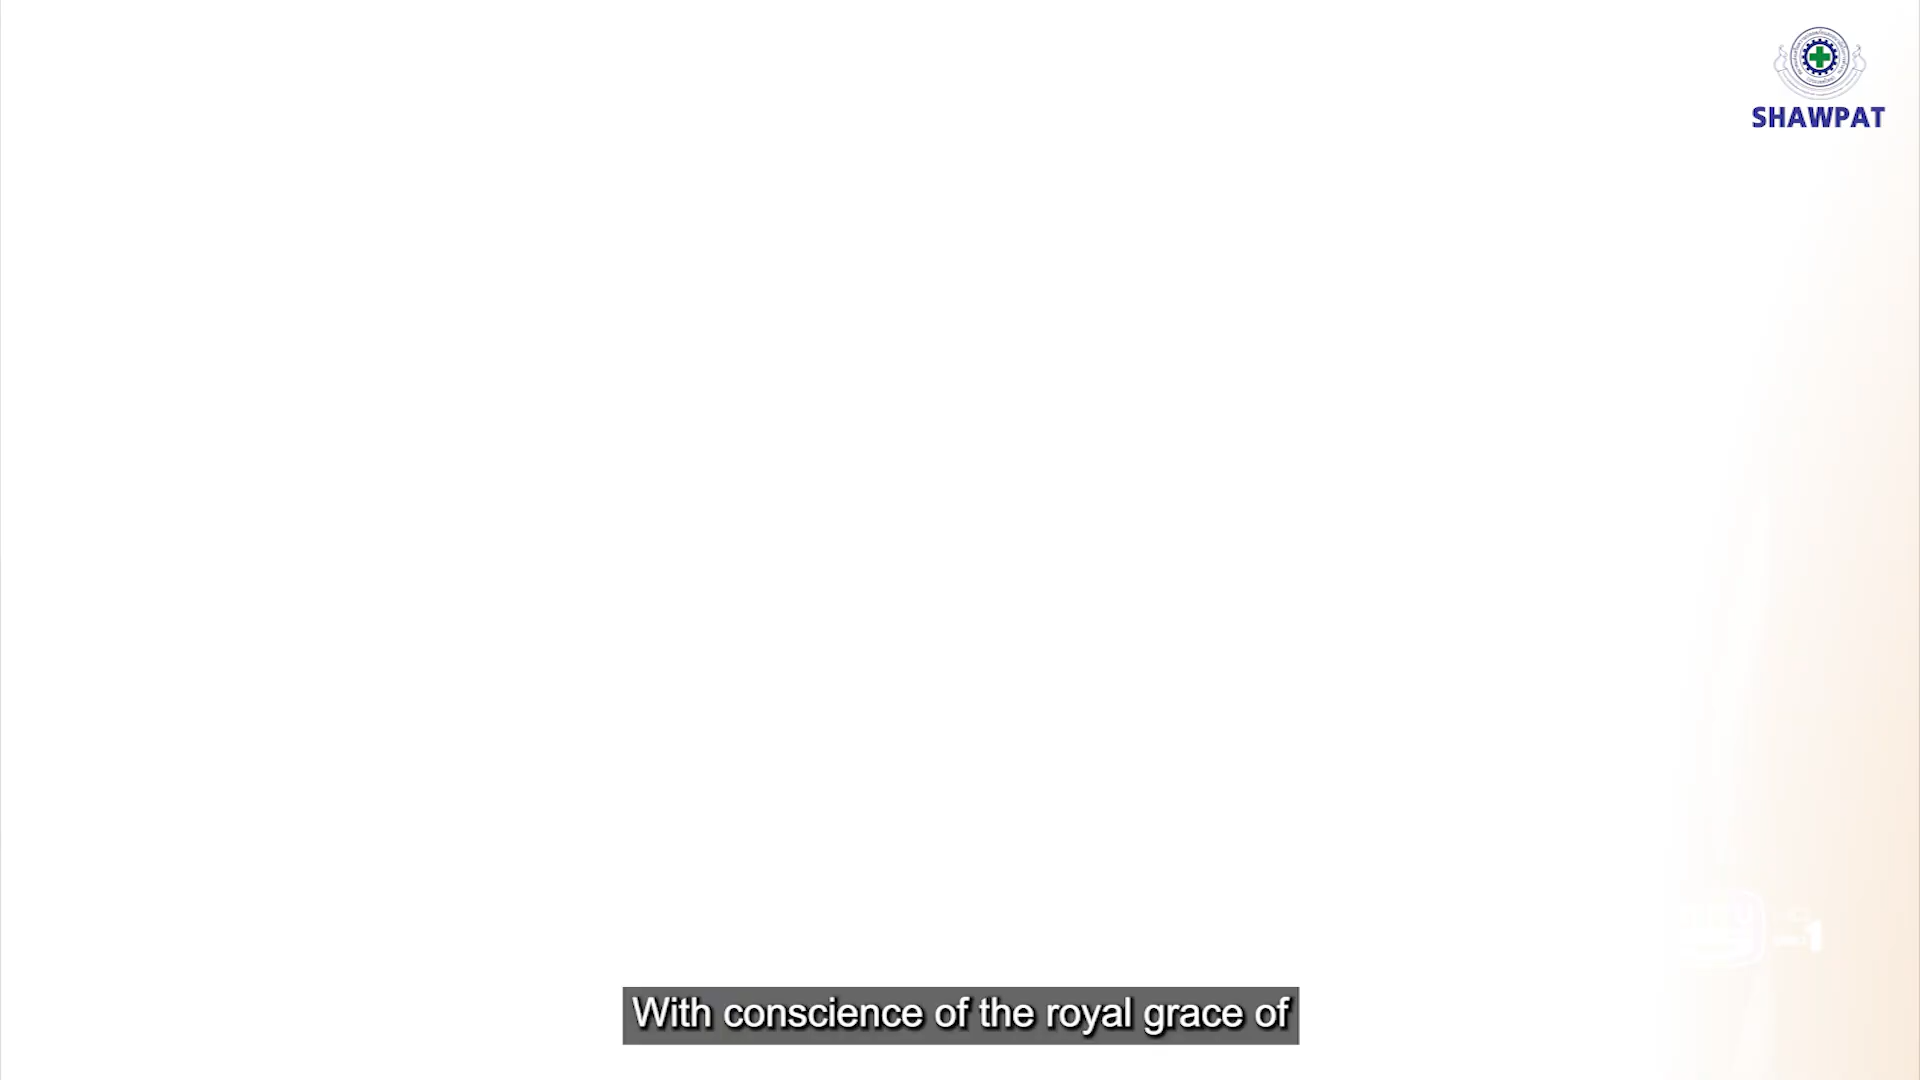 SHAWPAT
With conscience of the royal grace of